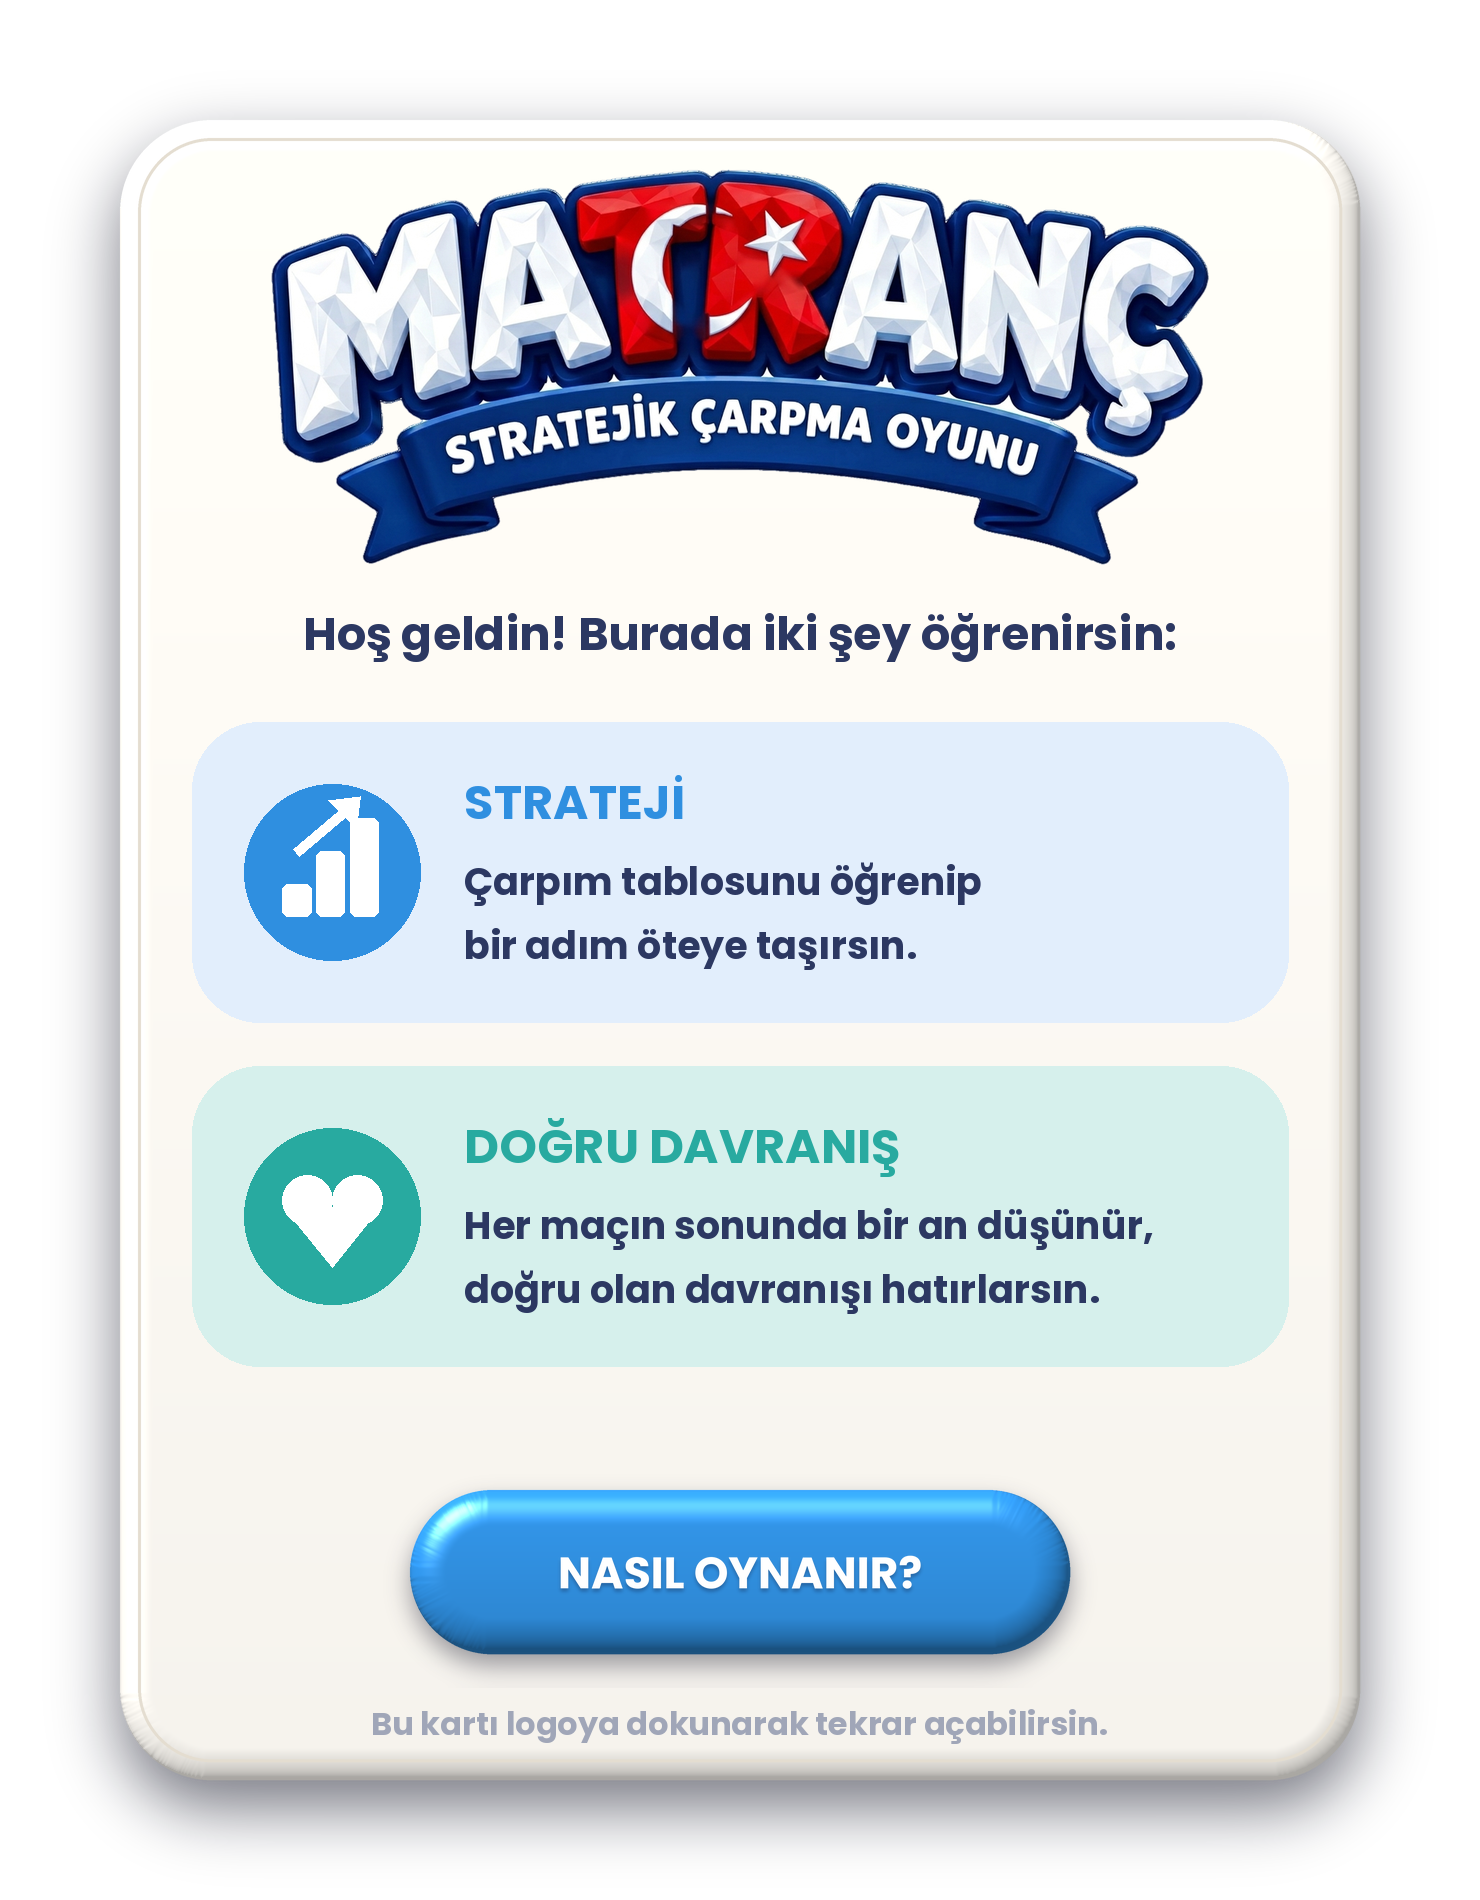 MATRANÇ
STRATEJİK ÇARPMA OYUNU
Hoş geldin! Burada iki şey öğrenirsin:
STRATEJİ
Çarpım tablosunu öğrenip
bir adım öteye taşırsın.
DOĞRU DAVRANIŞ
Her maçın sonunda bir an düşünür,
doğru olan davranışı hatırlarsın.
NASIL OYNANIR?
Bu kartı logoya dokunarak tekrar açabilirsin.